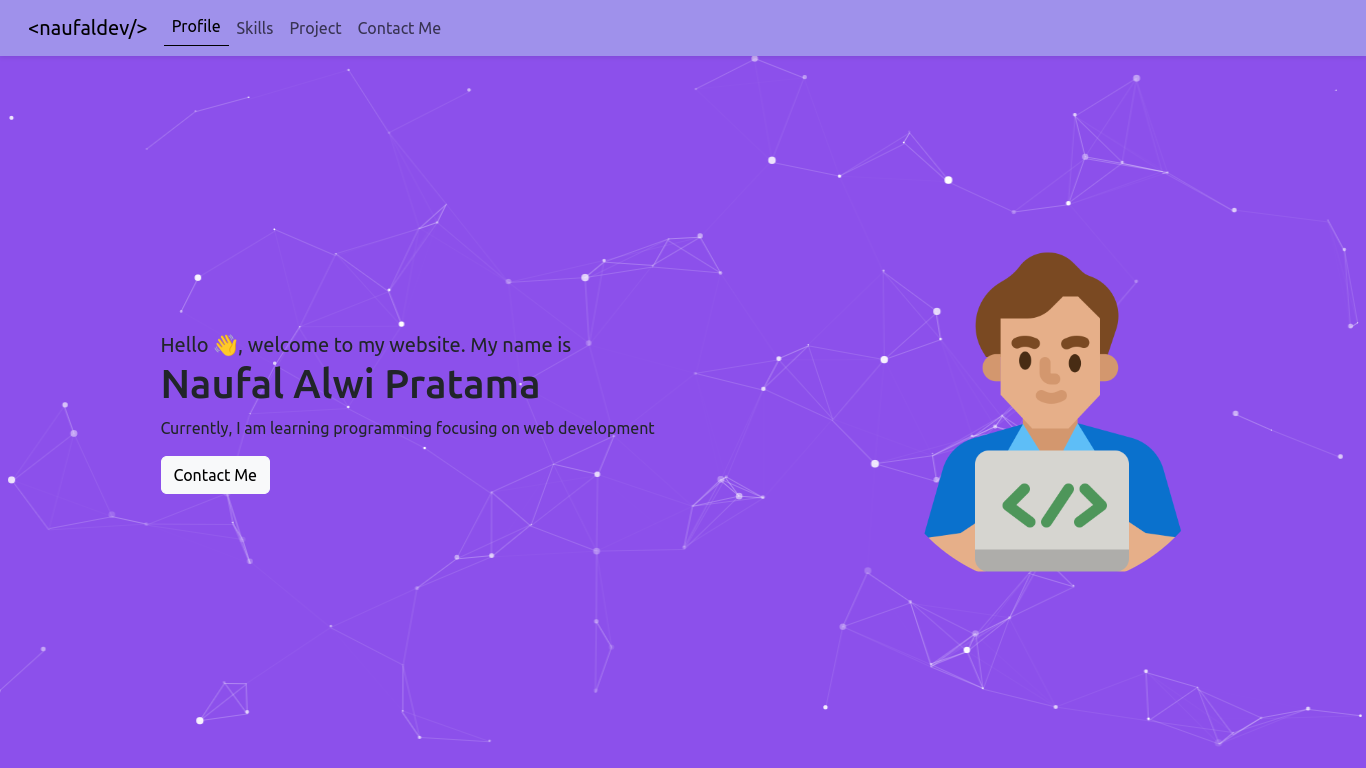 <naufaldev/> Profile Skills Project Contact Me
Hello 👋, welcome to my website. My name is
Naufal Alwi Pratama
Currently, I am learning programming focusing on web development
Contact Me
</>